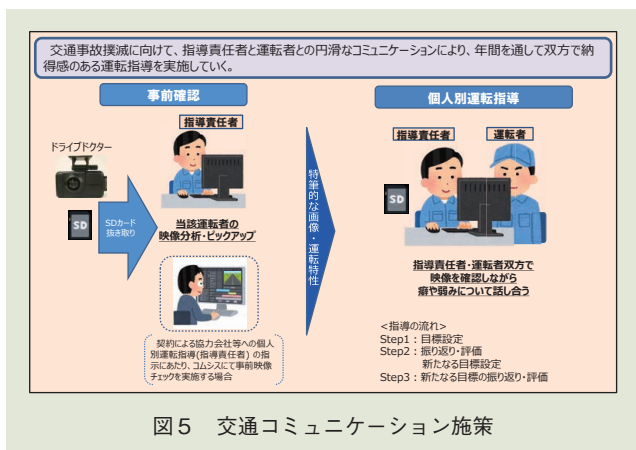 交通事故撲滅に向けて、指導責任者と運転者との円滑なコミュニケーションにより、年間を通して双方で納
得感のある運転指導を実施していく。
事前確認
指導責任者
ドライブドクター
SD
SDカード
抜き取り
当該運転者の
映像分析・ピックアップ
契約による協力会社等への個人
別運転指導(指導責任者) の指
示にあたり、コムシスにて事前映像
チェックを実施する場合
特筆的な画像・運転特性
個人別運転指導
指導責任者
運転者
SD
指導責任者・運転者双方で
映像を確認しながら
癖や弱みについて話し合う
<指導の流れ>
Step1：目標設定
Step2：振り返り・評価
新たなる目標設定
Step3：新たなる目標の振り返り・評価
図5 交通コミュニケーション施策